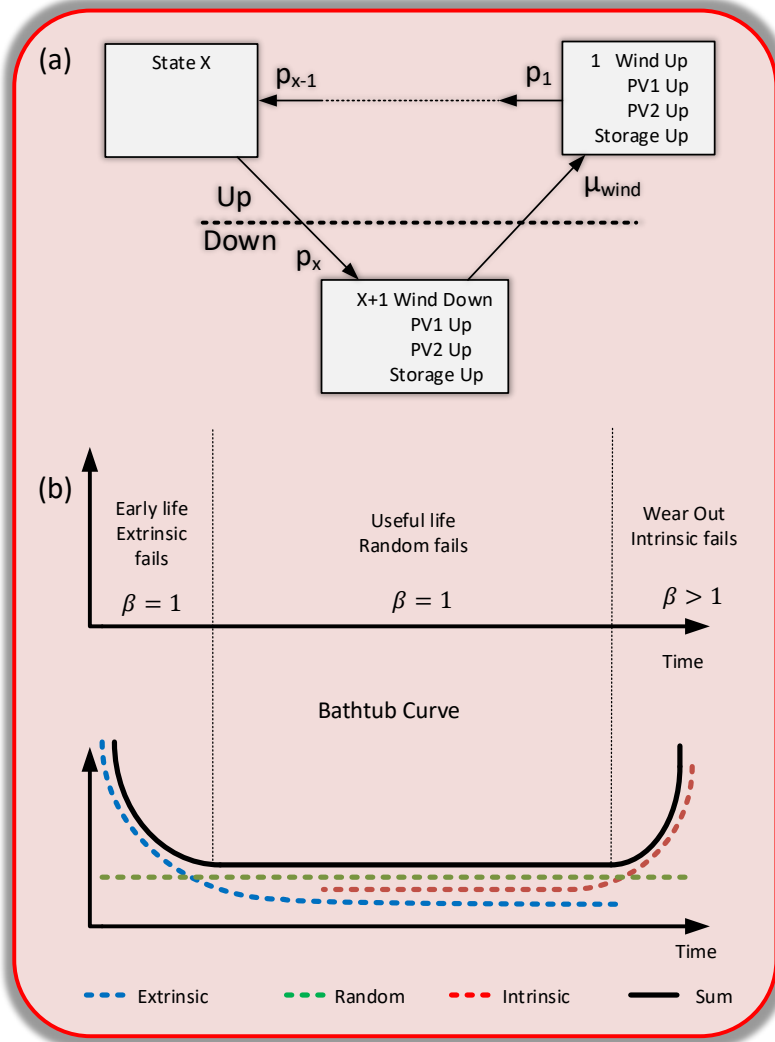 (a)
State X
pₓ₋₁
p₁
1 Wind Up
PV1 Up
PV2 Up
Storage Up
Up
μwind
Down
pₓ
X+1 Wind Down
PV1 Up
PV2 Up
Storage Up
(b)
Early life
Extrinsic
fails
β = 1
Useful life
Random fails
β = 1
Wear Out
Intrinsic fails
β > 1
Time
Bathtub Curve
Time
Extrinsic
Random
Intrinsic
Sum